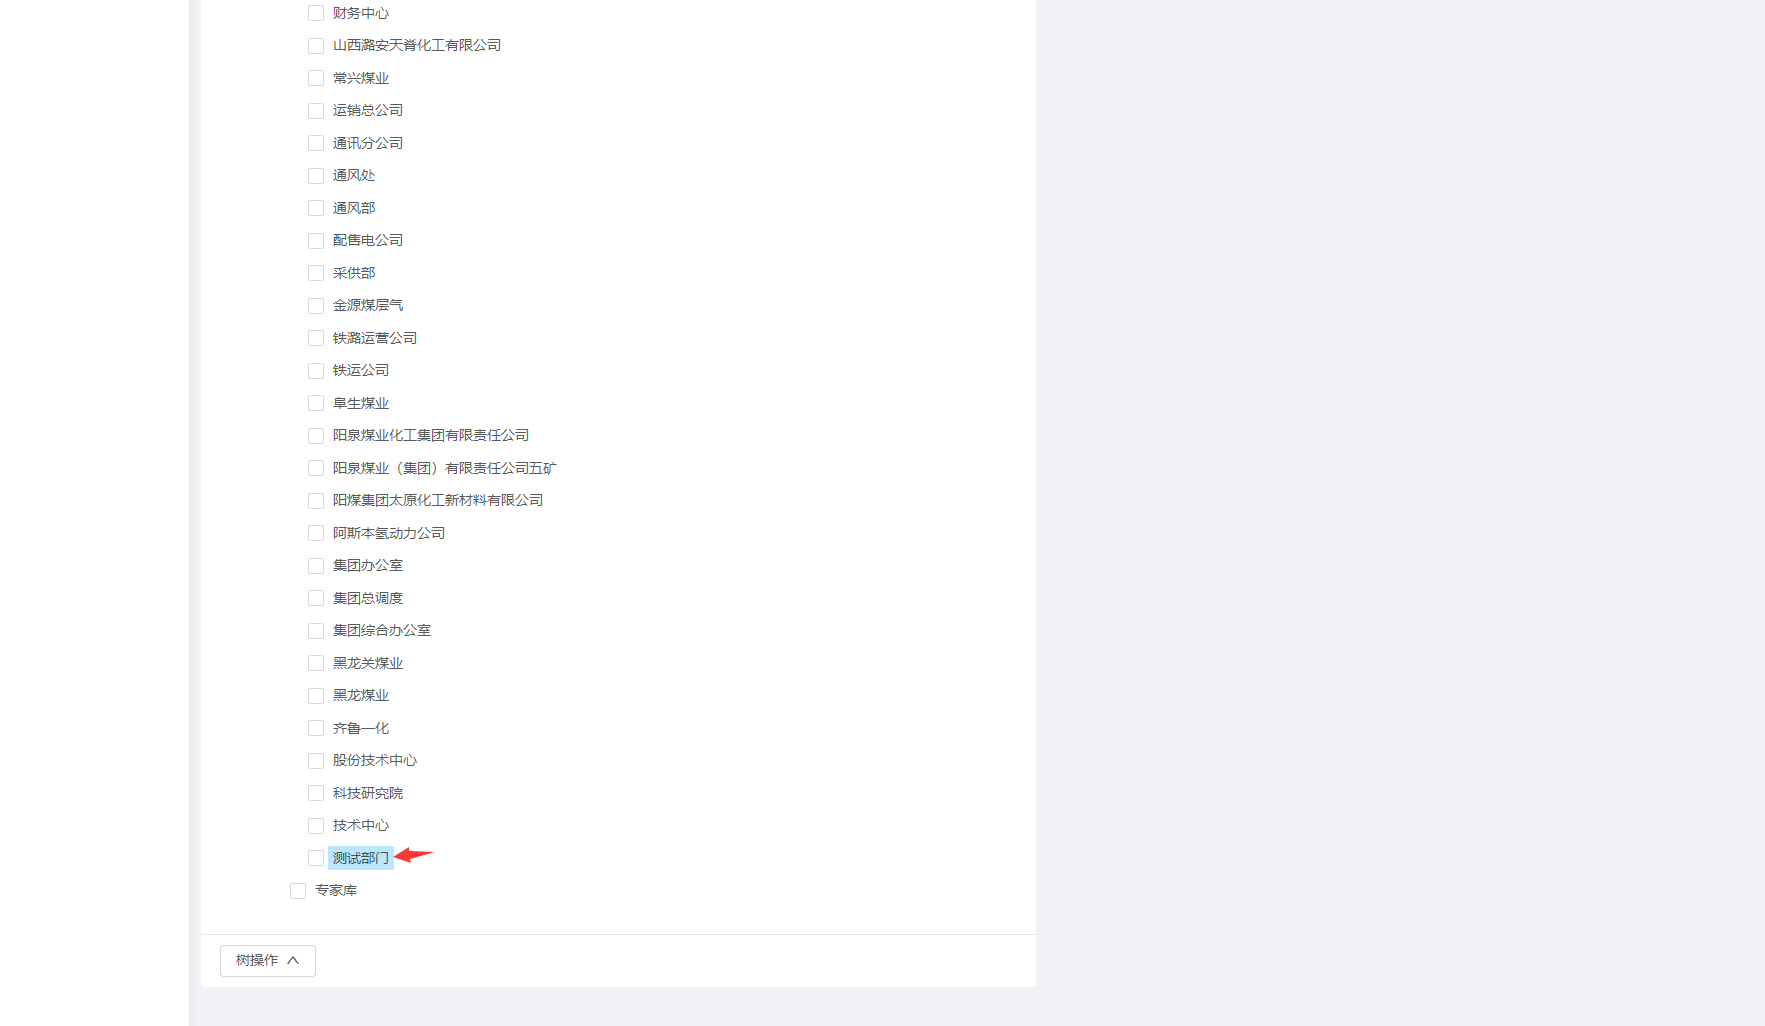 财务中心
山西潞安天脊化工有限公司
常兴煤业
运销总公司
通讯分公司
通风处
通风部
配售电公司
采供部
金源煤层气
铁潞运营公司
铁运公司
阜生煤业
阳泉煤业化工集团有限责任公司
阳泉煤业（集团）有限责任公司五矿
阳煤集团太原化工新材料有限公司
阿斯本氢动力公司
集团办公室
集团总调度
集团综合办公室
黑龙关煤业
黑龙煤业
齐鲁一化
股份技术中心
科技研究院
技术中心
测试部门
专家库
树操作